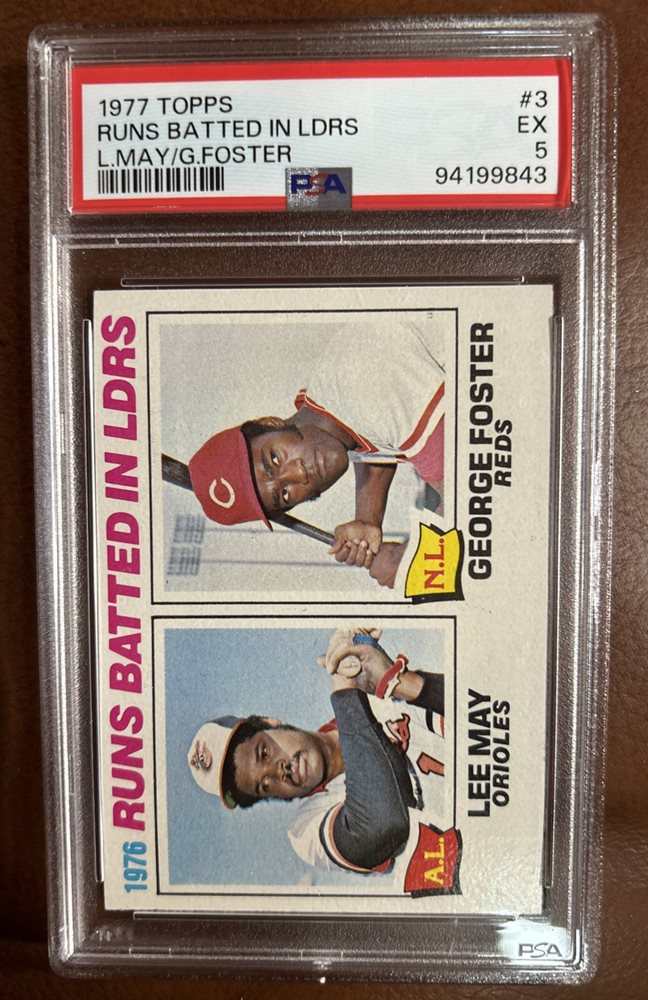 1977 TOPPS #3
RUNS BATTED IN LDRS EX
L.MAY/G.FOSTER 5
94199843
PSA
1976 RUNS BATTED IN LDRS
C
A.L.
LEE MAY
ORIOLES
1
N.L.
GEORGE FOSTER
REDS
PSA